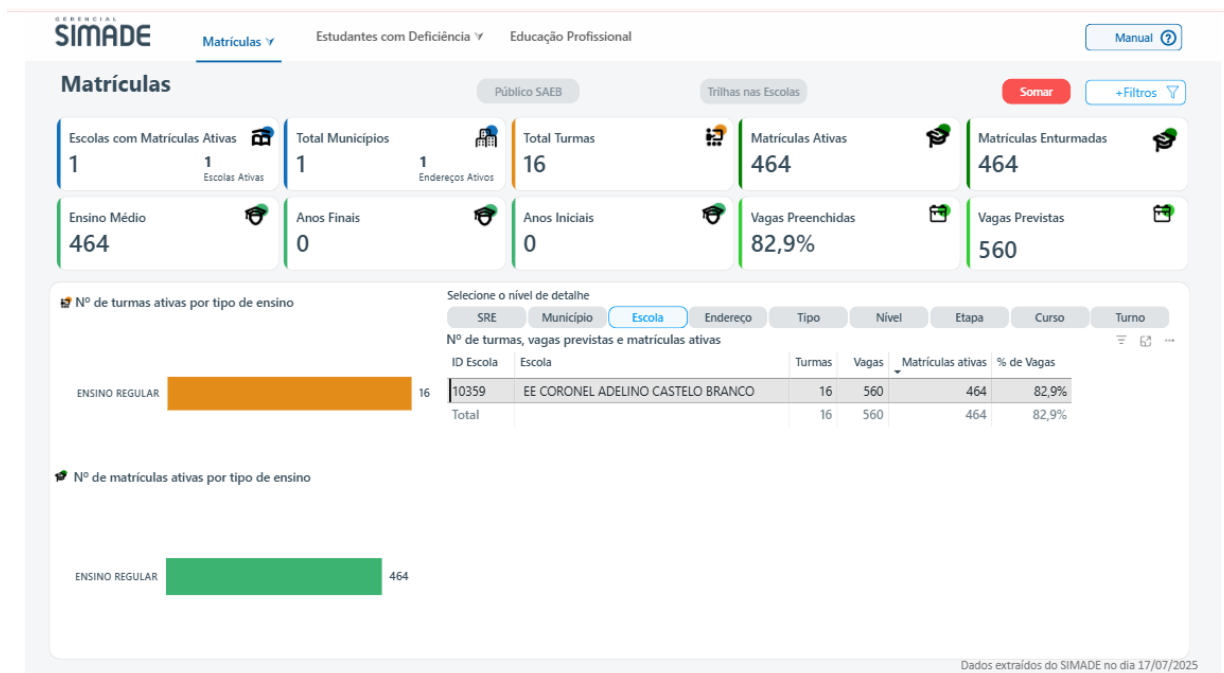 GERENCIAL
SIMADE
Matrículas
Estudantes com Deficiência
Educação Profissional
Manual ?
Matrículas
Público SAEB
Trilhas nas Escolas
Somar
+Filtros
Escolas com Matrículas Ativas
1
1
Escolas Ativas
Total Municípios
1
1
Endereços Ativos
Total Turmas
16
Matrículas Ativas
464
Matrículas Enturmadas
464
Ensino Médio
464
Anos Finais
0
Anos Iniciais
0
Vagas Preenchidas
82,9%
Vagas Previstas
560
Nº de turmas ativas por tipo de ensino
ENSINO REGULAR 16
Nº de matrículas ativas por tipo de ensino
ENSINO REGULAR 464
Selecione o nível de detalhe
SRE Município Escola Endereço Tipo Nível Etapa Curso Turno
Nº de turmas, vagas previstas e matrículas ativas
ID Escola Escola Turmas Vagas Matrículas ativas % de Vagas
10359 EE CORONEL ADELINO CASTELO BRANCO 16 560 464 82,9%
Total 16 560 464 82,9%
Dados extraídos do SIMADE no dia 17/07/2025